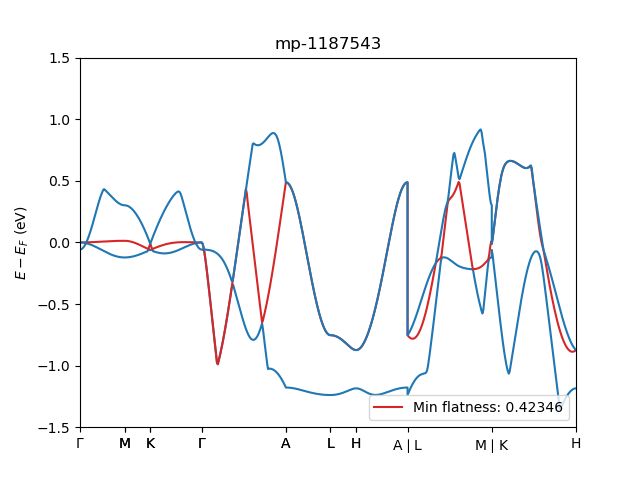 mp-1187543
1.5
1.0
0.5
0.0
−0.5
−1.0
−1.5
E − E_F (eV)
Min flatness: 0.42346
Γ M K Γ A L H A | L M | K H